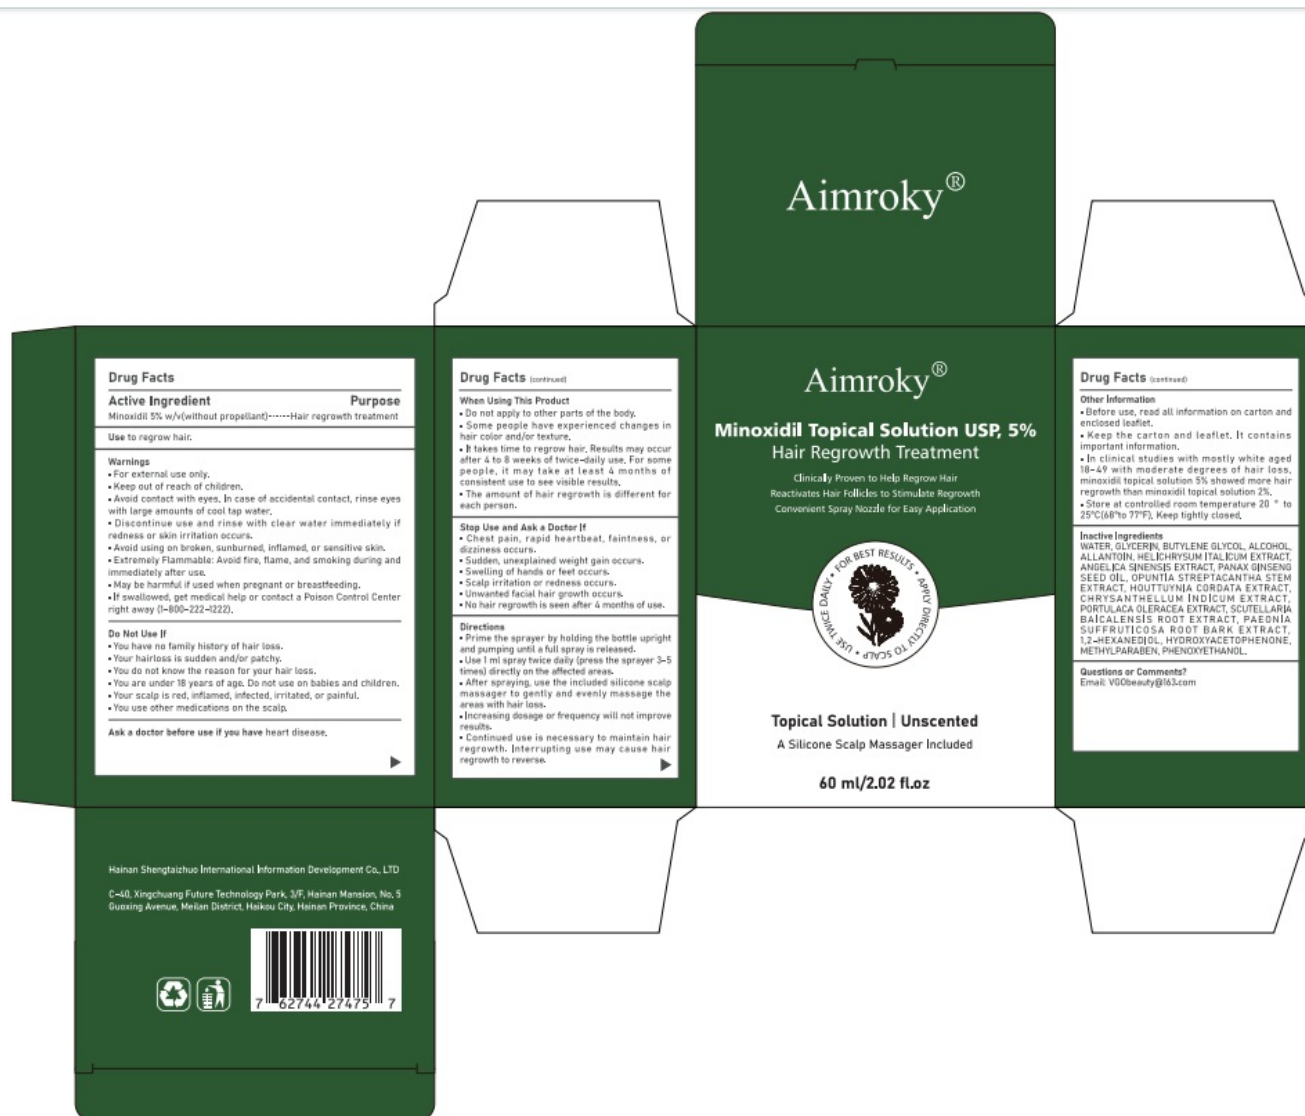 Aimroky®
Drug Facts
Active Ingredient Purpose
Minoxidil 5% w/v(without propellant)------Hair regrowth treatment
Use to regrow hair.
Warnings
▪ For external use only.
▪ Keep out of reach of children.
▪ Avoid contact with eyes. In case of accidental contact, rinse eyes
with large amounts of cool tap water.
▪ Discontinue use and rinse with clear water immediately if
redness or skin irritation occurs.
▪ Avoid using on broken, sunburned, inflamed, or sensitive skin.
▪ Extremely Flammable: Avoid fire, flame, and smoking during and
immediately after use.
▪ May be harmful if used when pregnant or breastfeeding.
▪ If swallowed, get medical help or contact a Poison Control Center
right away (1-800-222-1222).
Do Not Use If
▪ You have no family history of hair loss.
▪ Your hairloss is sudden and/or patchy.
▪ You do not know the reason for your hair loss.
▪ You are under 18 years of age. Do not use on babies and children.
▪ Your scalp is red, inflamed, infected, irritated, or painful.
▪ You use other medications on the scalp.
Ask a doctor before use if you have heart disease.
Drug Facts (continued)
When Using This Product
▪ Do not apply to other parts of the body.
▪ Some people have experienced changes in
hair color and/or texture.
▪ It takes time to regrow hair. Results may occur
after 4 to 8 weeks of twice-daily use. For some
people, it may take at least 4 months of
consistent use to see visible results.
▪ The amount of hair regrowth is different for
each person.
Stop Use and Ask a Doctor If
▪ Chest pain, rapid heartbeat, faintness, or
dizziness occurs.
▪ Sudden, unexplained weight gain occurs.
▪ Swelling of hands or feet occurs.
▪ Scalp irritation or redness occurs.
▪ Unwanted facial hair growth occurs.
▪ No hair regrowth is seen after 4 months of use.
Directions
▪ Prime the sprayer by holding the bottle upright
and pumping until a full spray is released.
▪ Use 1 ml spray twice daily (press the sprayer 3-5
times) directly on the affected areas.
▪ After spraying, use the included silicone scalp
massager to gently and evenly massage the
areas with hair loss.
▪ Increasing dosage or frequency will not improve
results.
▪ Continued use is necessary to maintain hair
regrowth. Interrupting use may cause hair
regrowth to reverse.
Aimroky®
Minoxidil Topical Solution USP, 5%
Hair Regrowth Treatment
Clinically Proven to Help Regrow Hair
Reactivates Hair Follicles to Stimulate Regrowth
Convenient Spray Nozzle for Easy Application
FOR BEST RESULTS • APPLY DIRECTLY TO SCALP • USE TWICE DAILY •
Topical Solution | Unscented
A Silicone Scalp Massager Included
60 ml/2.02 fl.oz
Drug Facts (continued)
Other Information
▪ Before use, read all information on carton and
enclosed leaflet.
▪ Keep the carton and leaflet. It contains
important information.
▪ In clinical studies with mostly white aged
18-49 with moderate degrees of hair loss,
minoxidil topical solution 5% showed more hair
regrowth than minoxidil topical solution 2%.
▪ Store at controlled room temperature 20 ° to
25°C(68°to 77°F). Keep tightly closed.
Inactive Ingredients
WATER, GLYCERIN, BUTYLENE GLYCOL, ALCOHOL,
ALLANTOIN, HELICHRYSUM ITALICUM EXTRACT,
ANGELICA SINENSIS EXTRACT, PANAX GINSENG
SEED OIL, OPUNTIA STREPTACANTHA STEM
EXTRACT, HOUTTUYNIA CORDATA EXTRACT,
CHRYSANTHELLUM INDICUM EXTRACT,
PORTULACA OLERACEA EXTRACT, SCUTELLARIA
BAICALENSIS ROOT EXTRACT, PAEONIA
SUFFRUTICOSA ROOT BARK EXTRACT,
1,2-HEXANEDIOL, HYDROXYACETOPHENONE,
METHYLPARABEN, PHENOXYETHANOL.
Questions or Comments?
Email: VGObeauty@163.com
Hainan Shengtaizhuo International Information Development Co., LTD
C-40, Xingchuang Future Technology Park, 3/F, Hainan Mansion, No. 5
Guoxing Avenue, Meilan District, Haikou City, Hainan Province, China
7 62744 27475 7